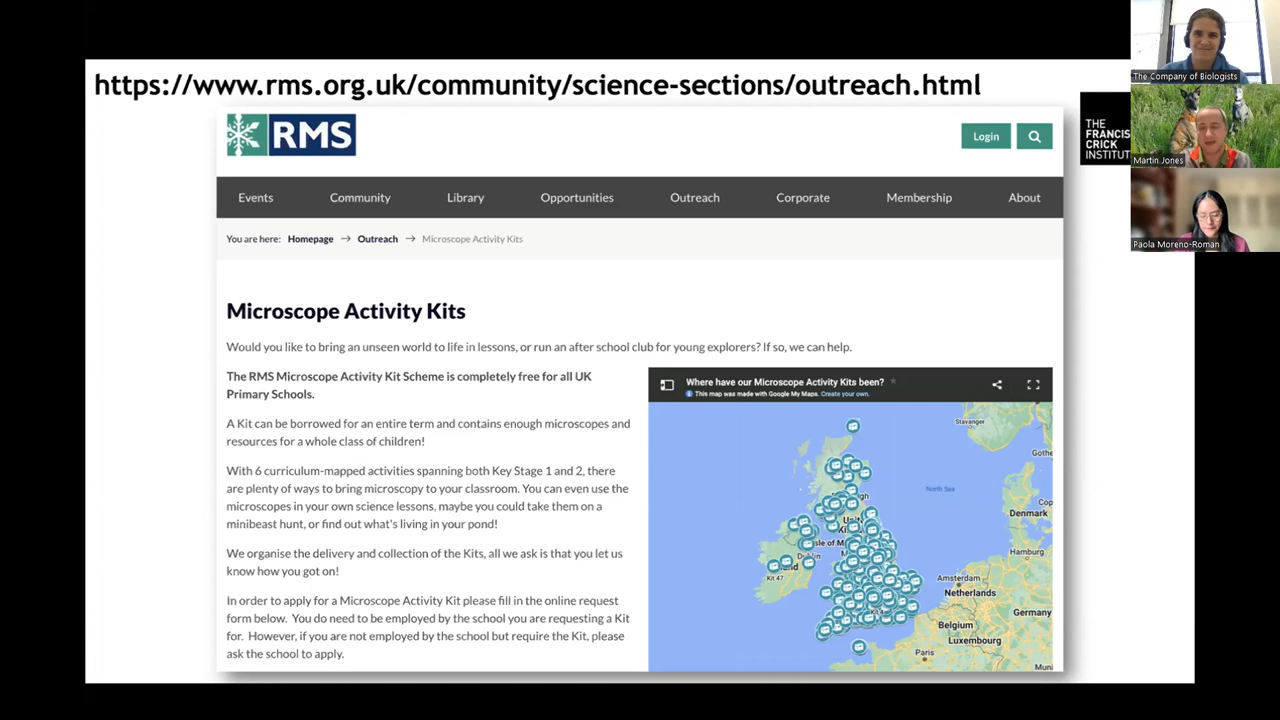 https://www.rms.org.uk/community/science-sections/outreach.html
The Company of Biologists
THE
FRANCIS
CRICK
INSTITUT
Martin Jones
Paola Moreno-Roman
RMS
Login
Events Community Library Opportunities Outreach Corporate Membership About
You are here: Homepage → Outreach → Microscope Activity Kits
Microscope Activity Kits
Would you like to bring an unseen world to life in lessons, or run an after school club for young explorers? If so, we can help.
The RMS Microscope Activity Kit Scheme is completely free for all UK
Primary Schools.
A Kit can be borrowed for an entire term and contains enough microscopes and
resources for a whole class of children!
With 6 curriculum-mapped activities spanning both Key Stage 1 and 2, there
are plenty of ways to bring microscopy to your classroom. You can even use the
microscopes in your own science lessons, maybe you could take them on a
minibeast hunt, or find out what's living in your pond!
We organise the delivery and collection of the Kits, all we ask is that you let us
know how you got on!
In order to apply for a Microscope Activity Kit please fill in the online request
form below. You do need to be employed by the school you are requesting a Kit
for. However, if you are not employed by the school but require the Kit, please
ask the school to apply.
Where have our Microscope Activity Kits been?
This map was made with Google My Maps. Create your own.
Stavanger
North Sea
Denmark
Hamburg
Isle of M
Dublin
Kit 47
Amsterdam
Netherlands
Kit 4
Germany
Belgium
Luxembourg
Paris